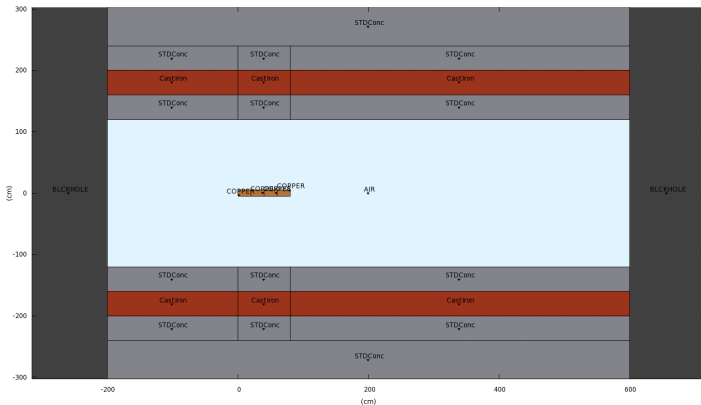 300
STDConc
STDConc STDConc STDConc
200
CastIron CastIron CastIron
STDConc STDConc STDConc
100
COPPER
BLCKHOLE COPPER COPPER COPPER AIR BLCKHOLE
0
(cm)
-100
STDConc STDConc STDConc
CastIron CastIron CastIron
-200
STDConc STDConc STDConc
STDConc
-300
-200 0 200 400 600
(cm)